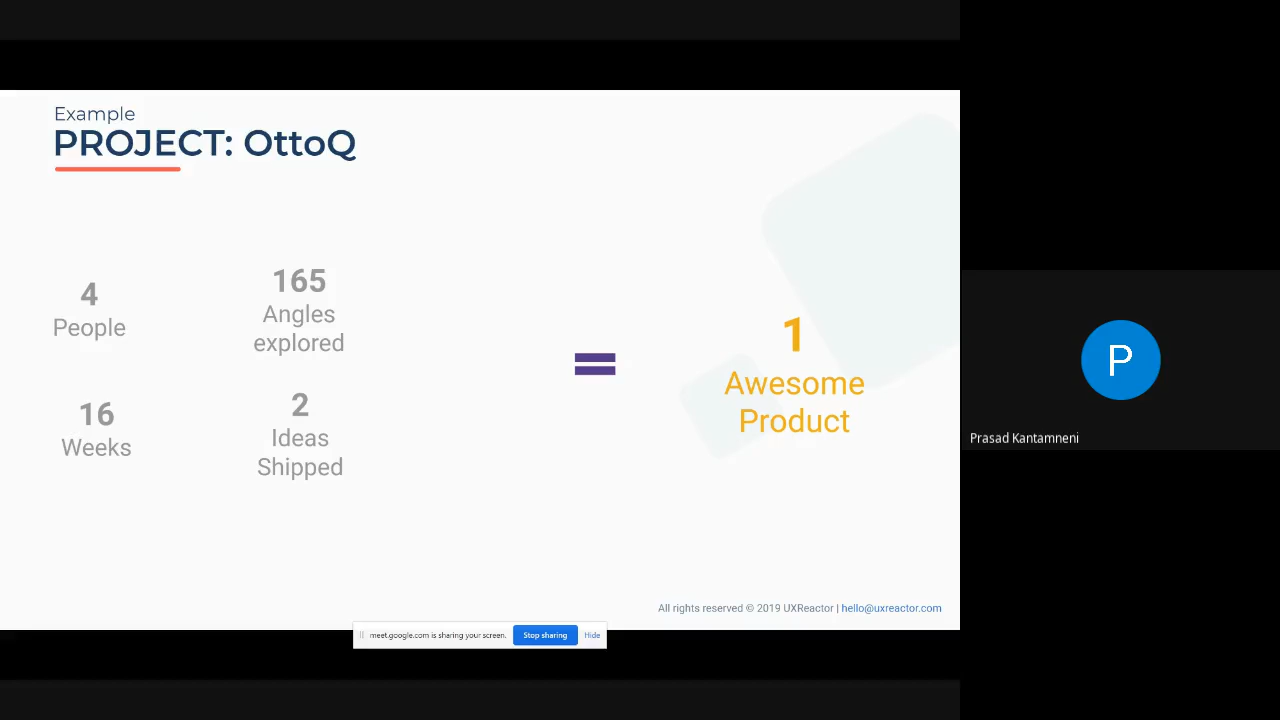 Example
PROJECT: OttoQ
4
People
165
Angles
explored
16
Weeks
2
Ideas
Shipped
=
1
Awesome
Product
All rights reserved © 2019 UXReactor | hello@uxreactor.com
meet.google.com is sharing your screen. Stop sharing Hide
P
Prasad Kantamneni